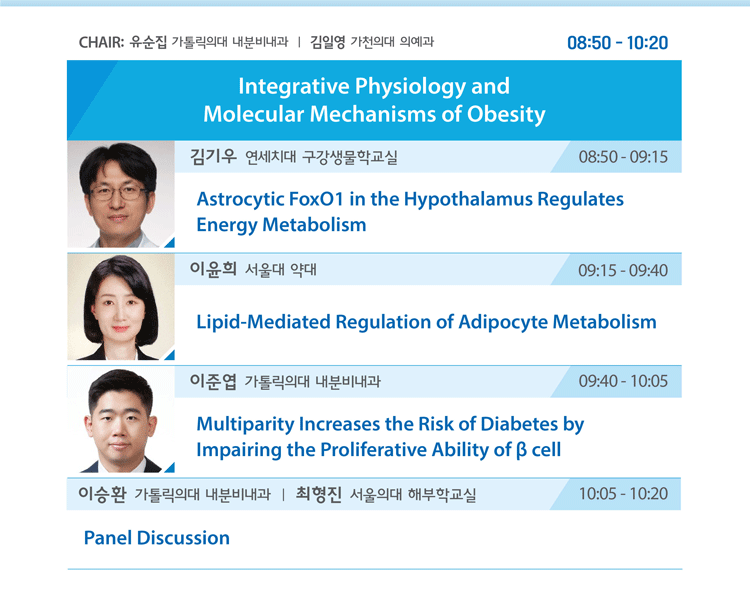 CHAIR: 유순집 가톨릭의대 내분비내과 | 김일영 가천의대 의예과 08:50 - 10:20
Integrative Physiology and
Molecular Mechanisms of Obesity
김기우 연세치대 구강생물학교실 08:50 - 09:15
Astrocytic FoxO1 in the Hypothalamus Regulates
Energy Metabolism
이윤희 서울대 약대 09:15 - 09:40
Lipid-Mediated Regulation of Adipocyte Metabolism
이준엽 가톨릭의대 내분비내과 09:40 - 10:05
Multiparity Increases the Risk of Diabetes by
Impairing the Proliferative Ability of β cell
이승환 가톨릭의대 내분비내과 | 최형진 서울의대 해부학교실 10:05 - 10:20
Panel Discussion